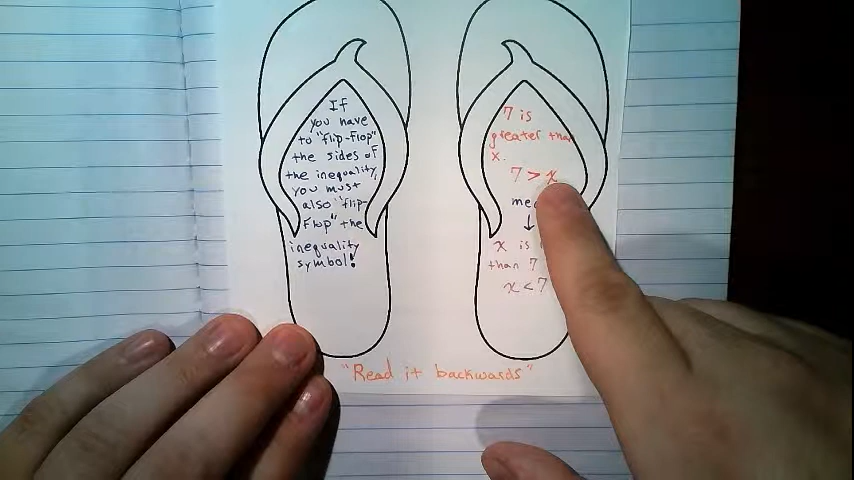 If
you have
to "flip-flop"
the sides of
the inequality,
you must
also "flip-
flop" the
inequality
symbol!
7 is
greater than
x.
7 > x
↓
x is
than 7
x < 7
"Read it backwards"